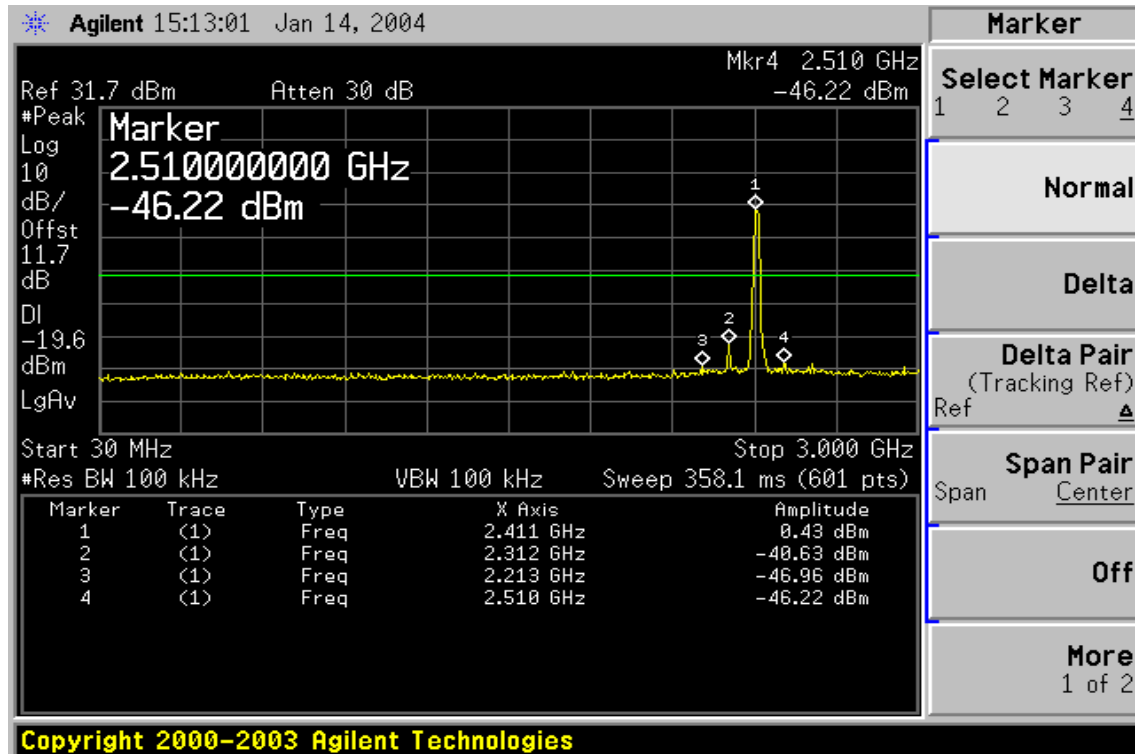 Agilent 15:13:01 Jan 14, 2004
Marker
Mkr4 2.510 GHz
Ref 31.7 dBm Atten 30 dB -46.22 dBm
#Peak
Log
10
dB/
Offst
11.7
dB
DI
-19.6
dBm
LgAv
Marker
2.510000000 GHz
-46.22 dBm
1
2
3
4
Start 30 MHz Stop 3.000 GHz
#Res BW 100 kHz VBW 100 kHz Sweep 358.1 ms (601 pts)
Marker Trace Type X Axis Amplitude
1 (1) Freq 2.411 GHz 0.43 dBm
2 (1) Freq 2.312 GHz -40.63 dBm
3 (1) Freq 2.213 GHz -46.96 dBm
4 (1) Freq 2.510 GHz -46.22 dBm
Select Marker
1 2 3 4
Normal
Delta
Delta Pair
(Tracking Ref)
Ref Δ
Span Pair
Span Center
Off
More
1 of 2
Copyright 2000-2003 Agilent Technologies